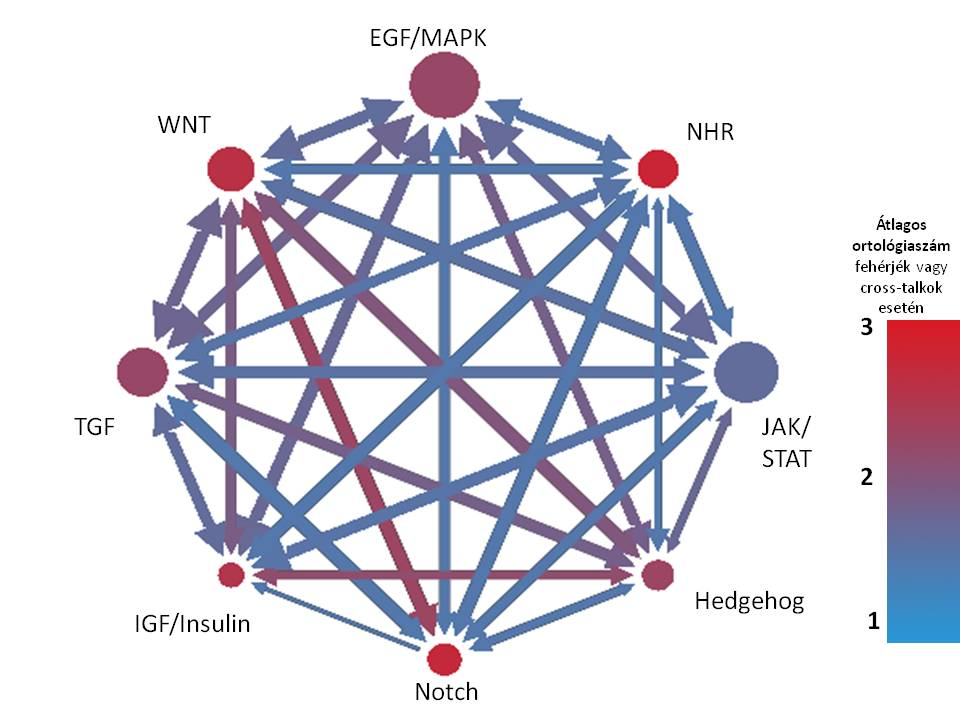 EGF/MAPK
WNT
NHR
TGF
JAK/
STAT
IGF/Insulin
Hedgehog
Notch
Átlagos
ortológiaszám
fehérjék vagy
cross-talkok
esetén
3
2
1